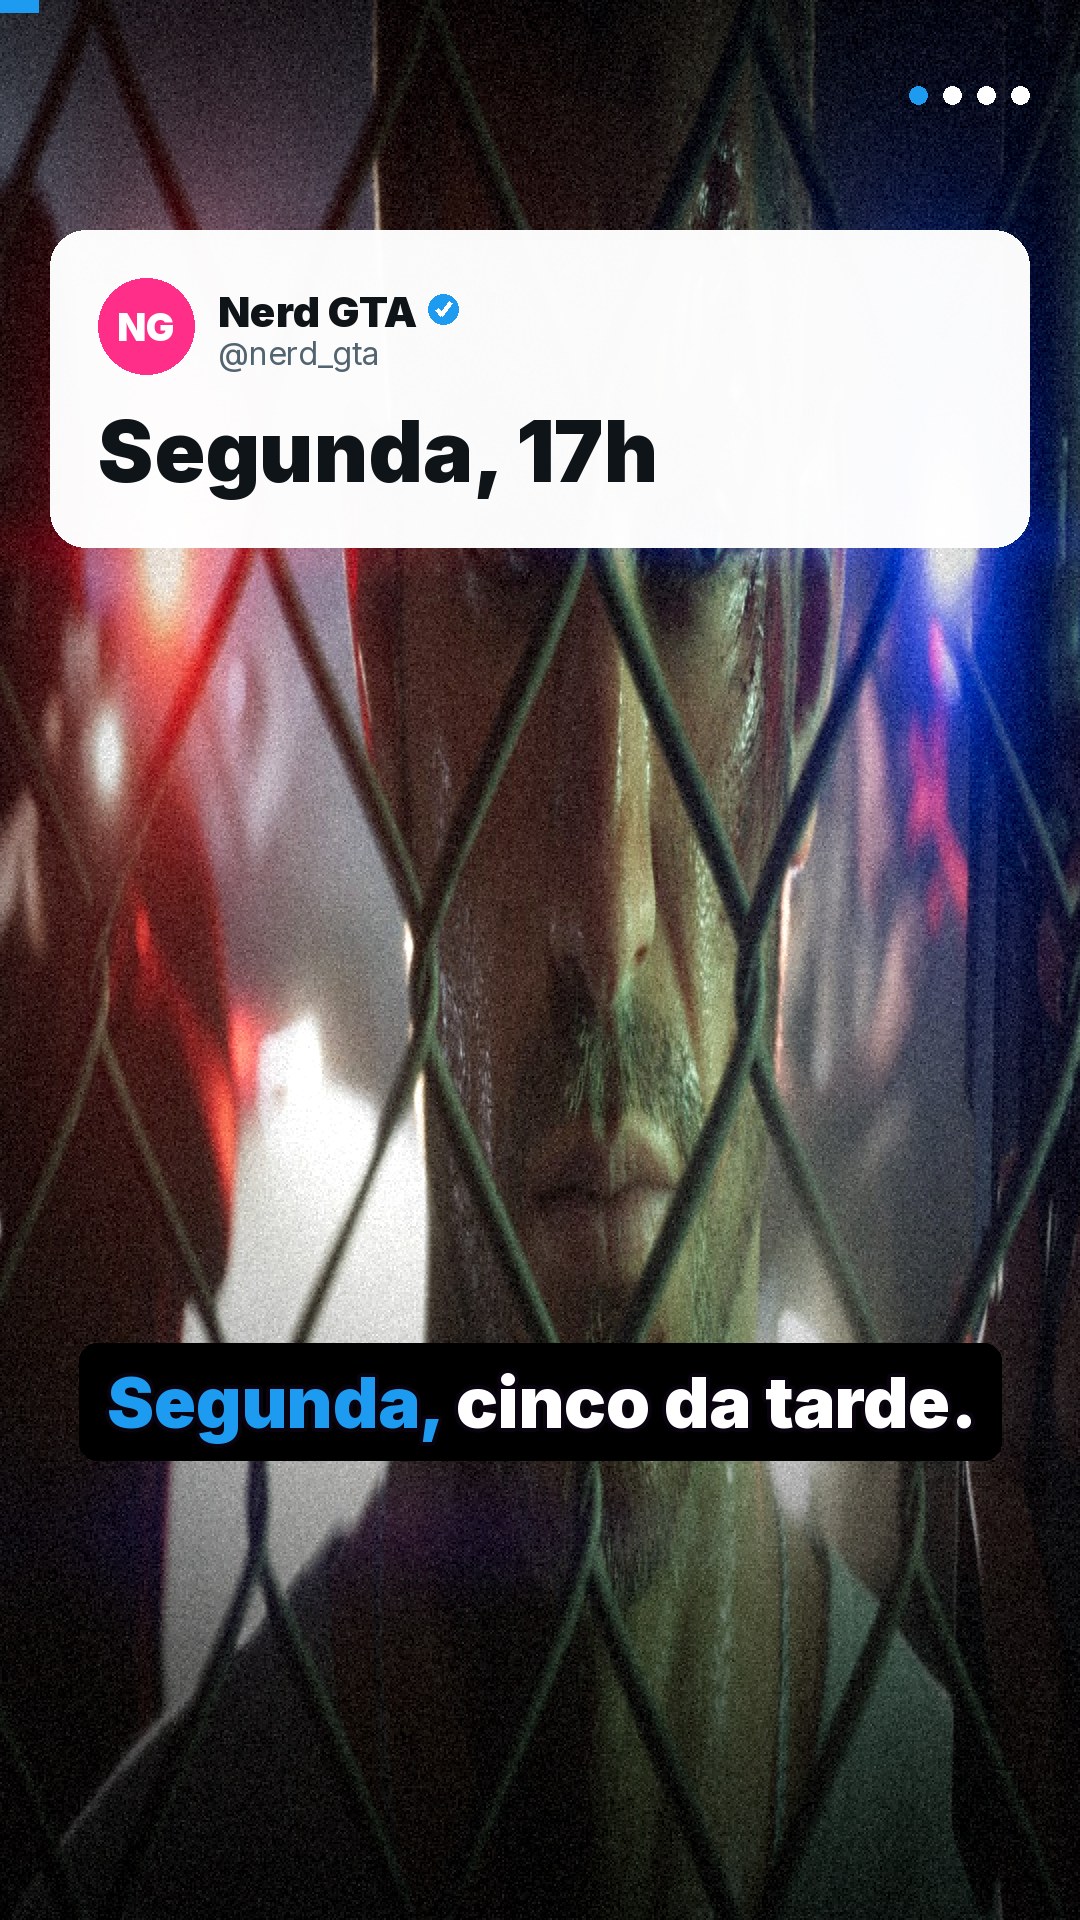 NG
Nerd GTA
@nerd_gta
Segunda, 17h
Segunda, cinco da tarde.